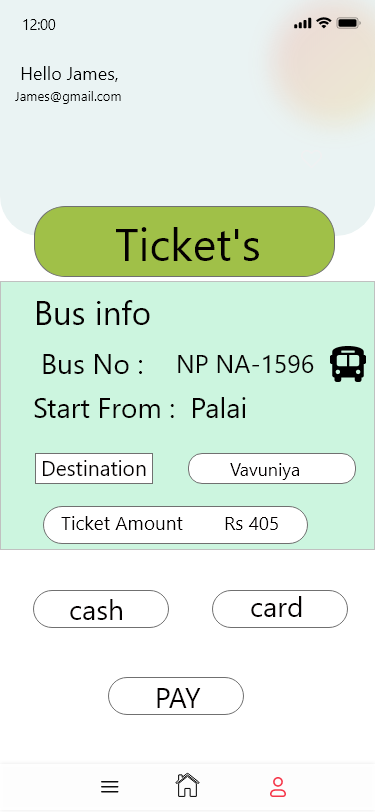 12:00
Hello James,
James@gmail.com
Ticket's
Bus info
Bus No : NP NA-1596
Start From : Palai
Destination Vavuniya
Ticket Amount Rs 405
cash card
PAY